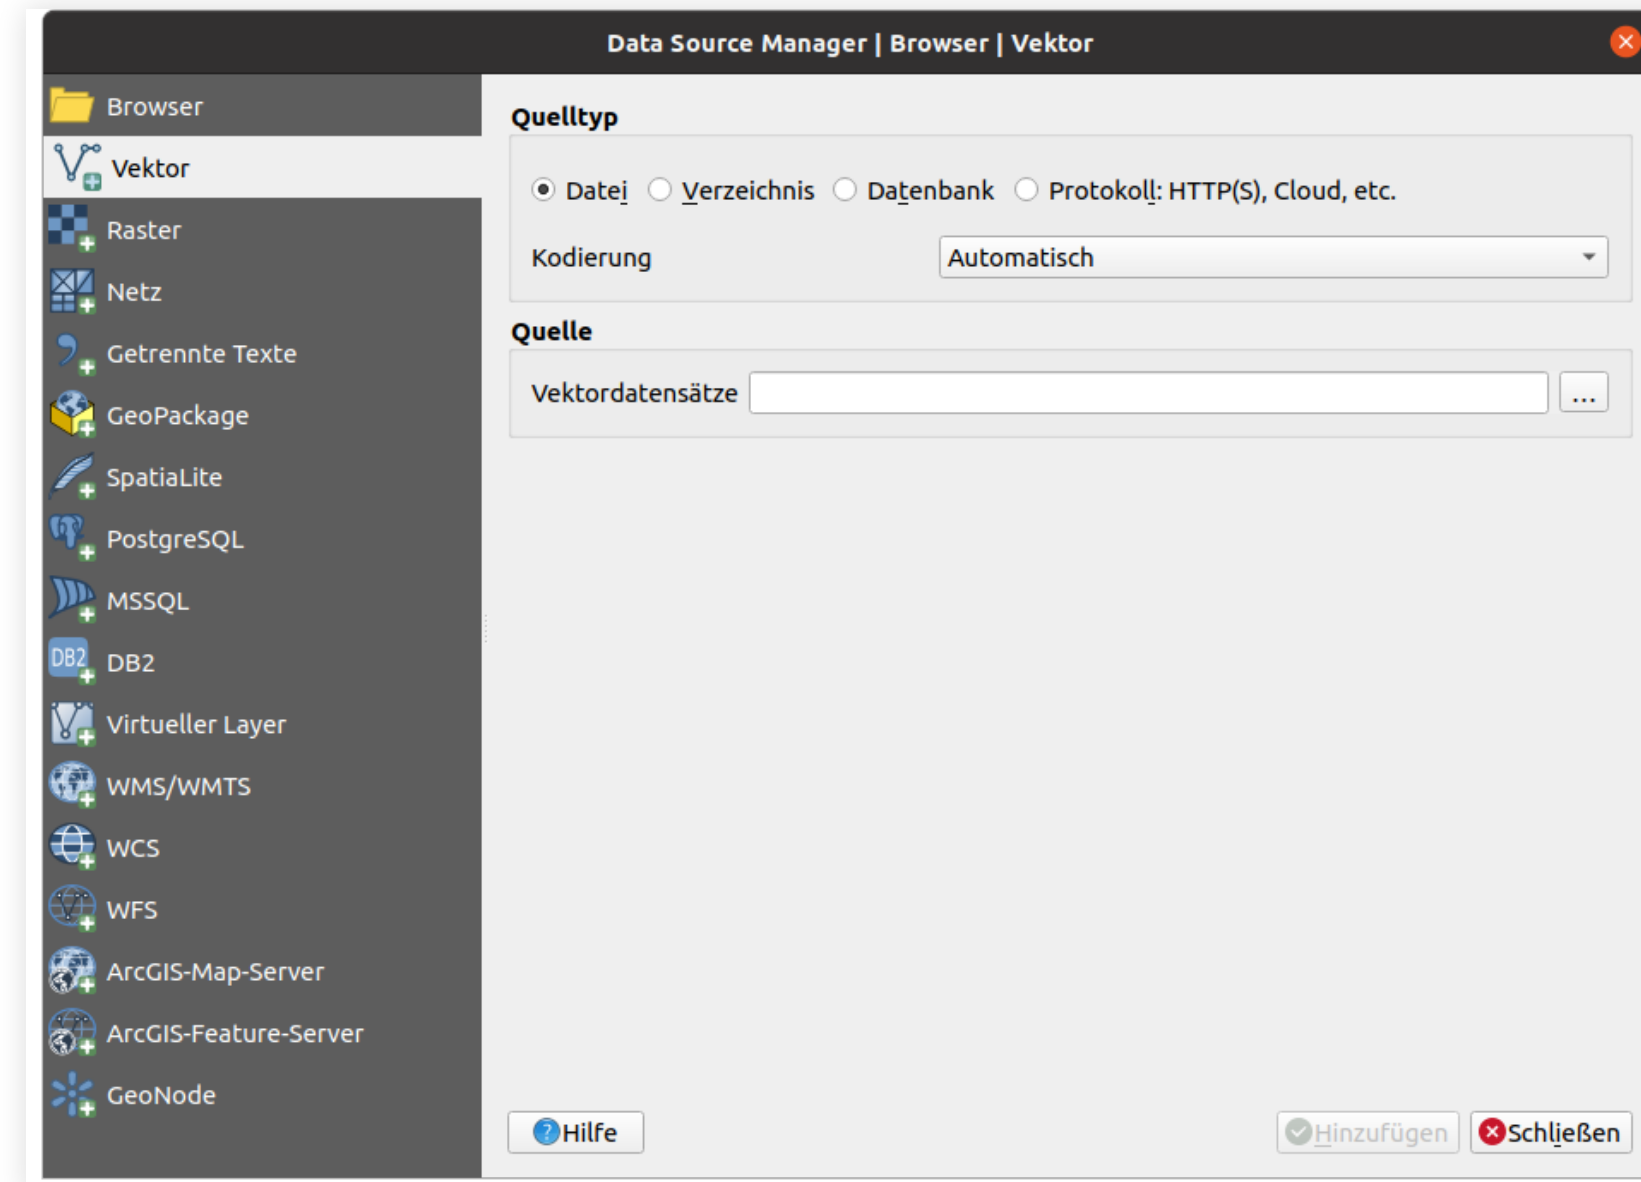 Data Source Manager | Browser | Vektor
Browser
Vektor
Raster
Netz
Getrennte Texte
GeoPackage
SpatiaLite
PostgreSQL
MSSQL
DB2 DB2
Virtueller Layer
WMS/WMTS
WCS
WFS
ArcGIS-Map-Server
ArcGIS-Feature-Server
GeoNode
Quelltyp
Datei Verzeichnis Datenbank Protokoll: HTTP(S), Cloud, etc.
Kodierung Automatisch
Quelle
Vektordatensätze ...
Hilfe Hinzufügen Schließen